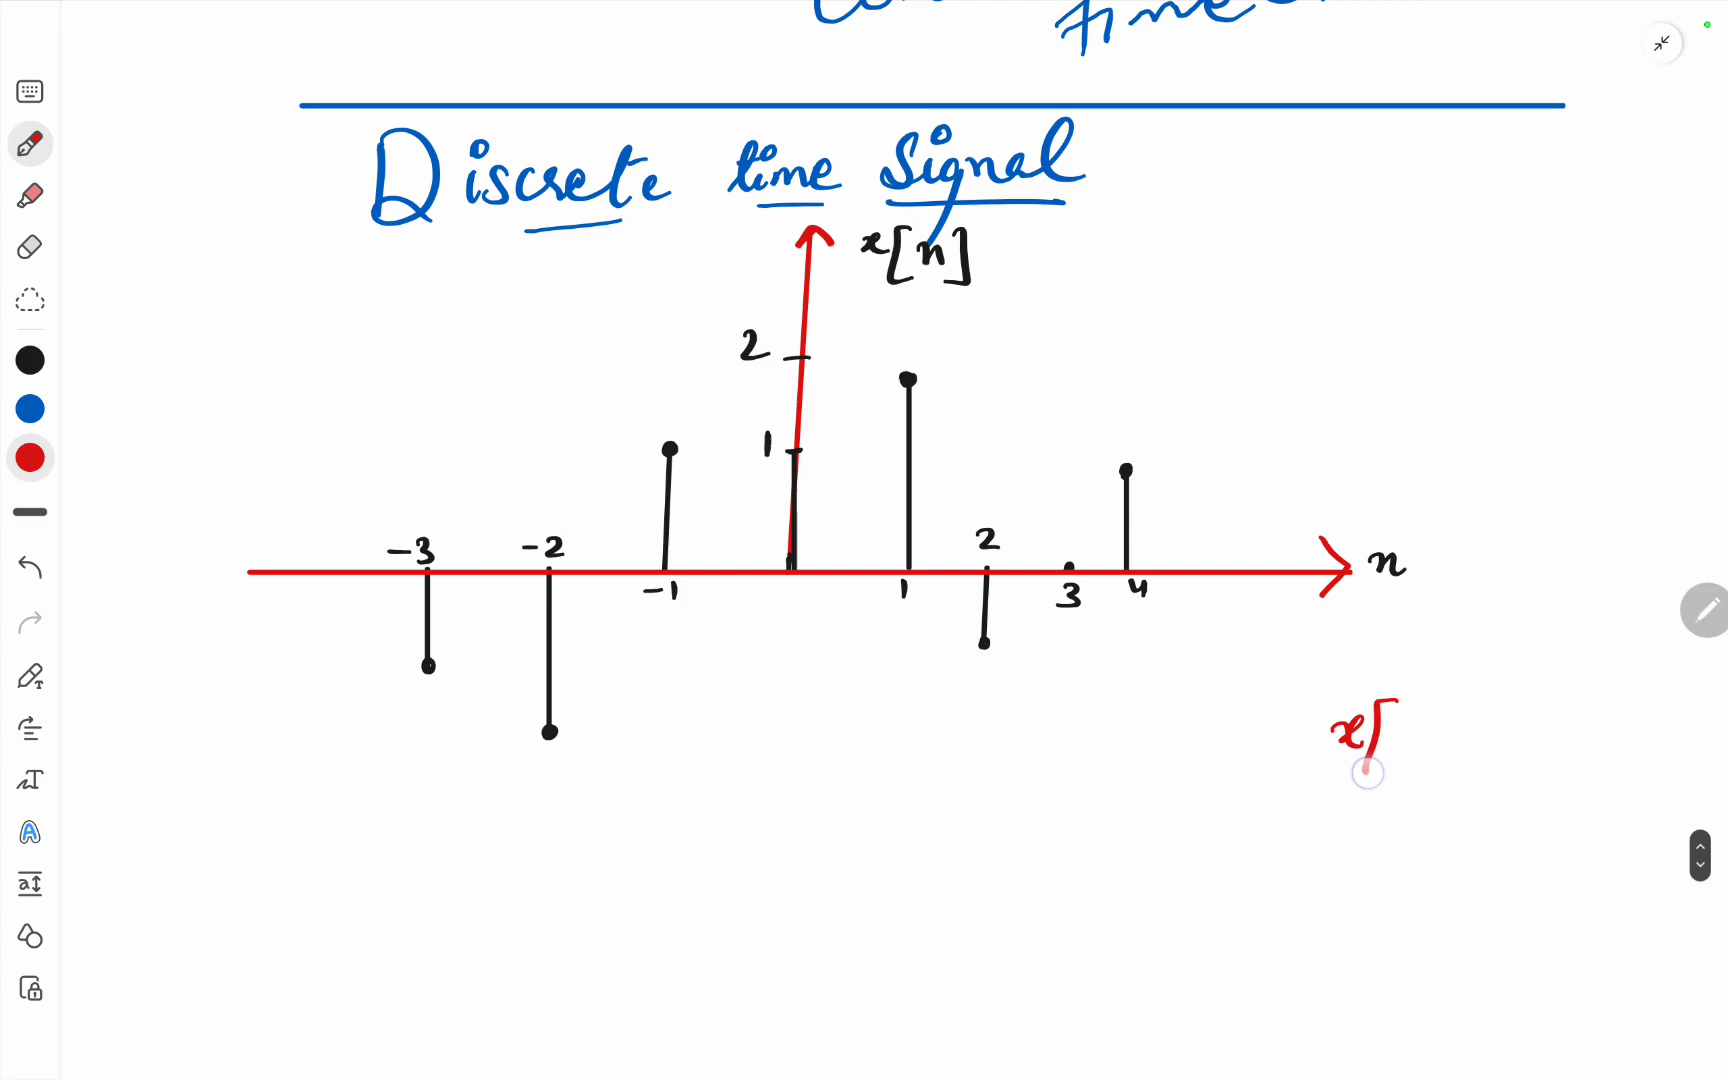 Discrete time Signal
x[n]
2
1
-3 -2 2
n
-1 1 3 4
x[